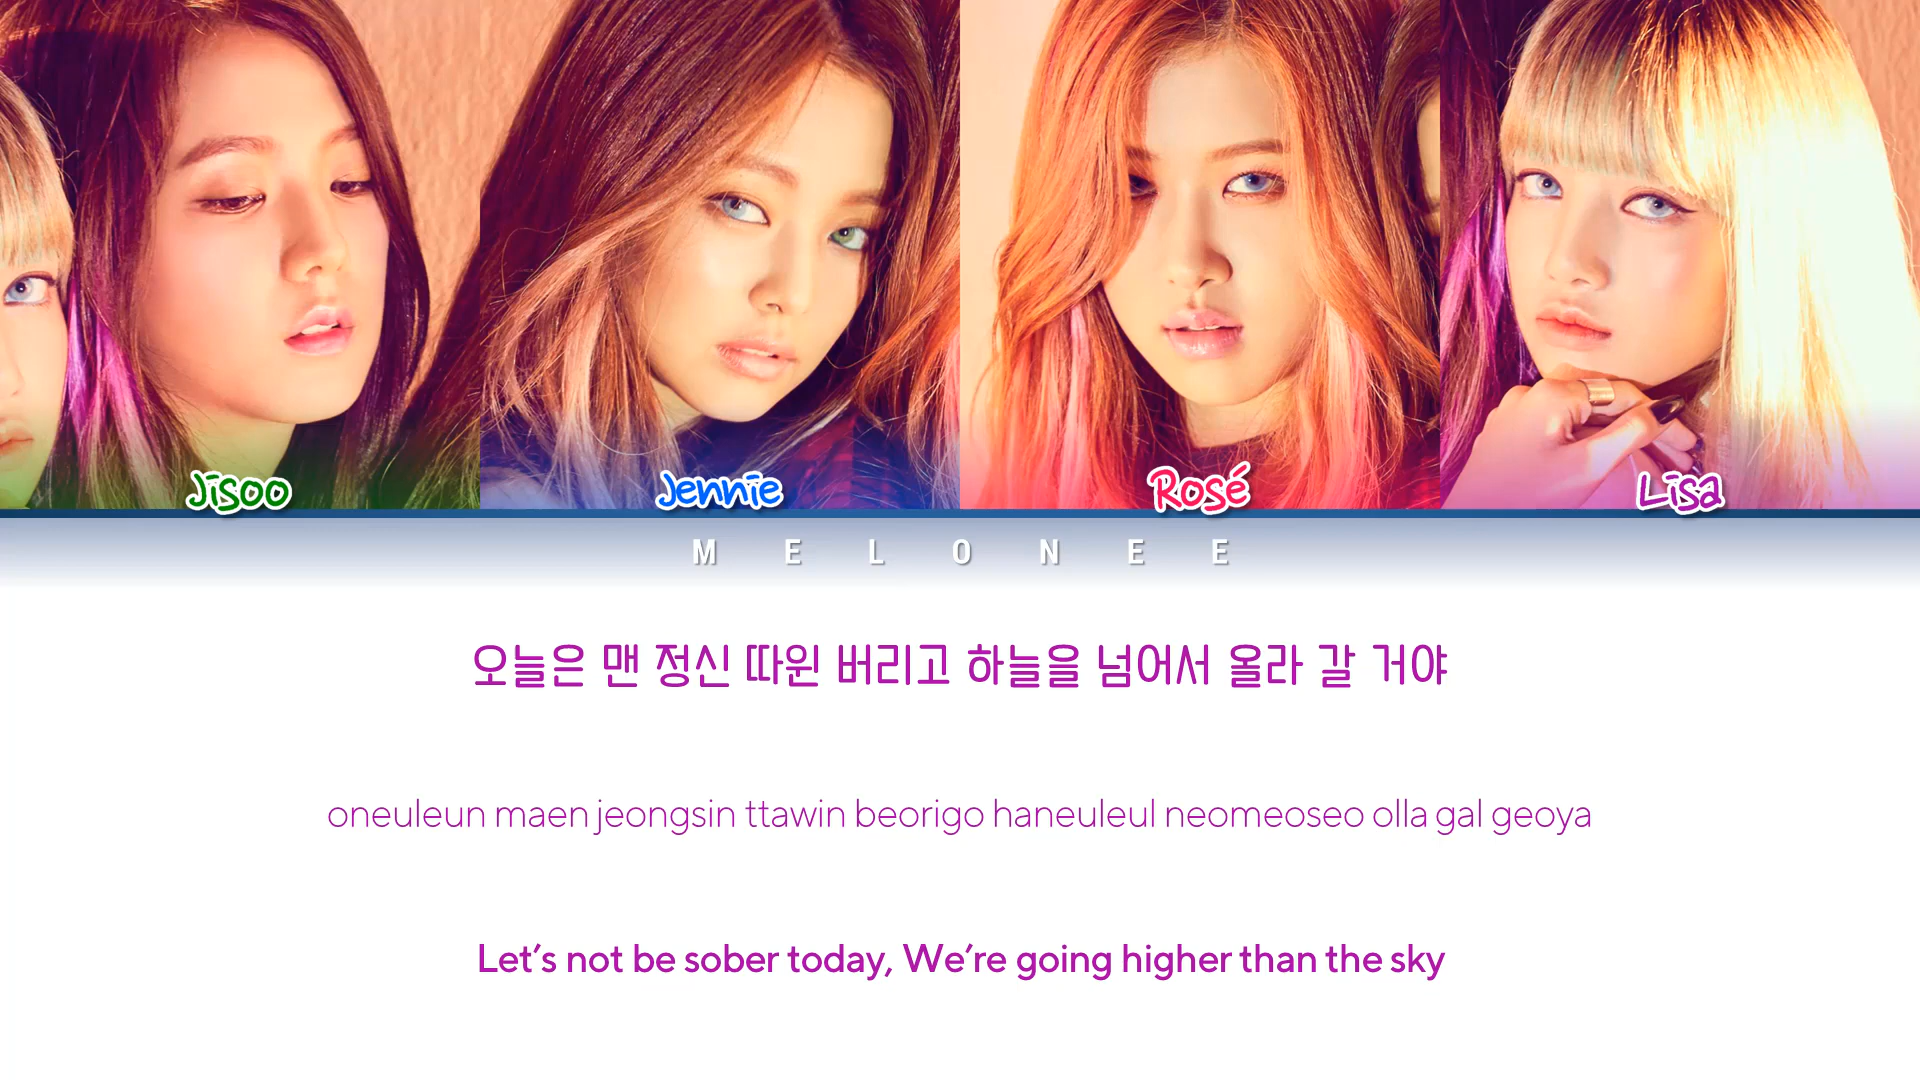 Jisoo
Jennie
Rosé
Lisa
MELONEE
오늘은 맨 정신 따윈 버리고 하늘을 넘어서 올라 갈 거야
oneuleun maen jeongsin ttawin beorigo haneuleul neomeoseo olla gal geoya
Let's not be sober today, We're going higher than the sky